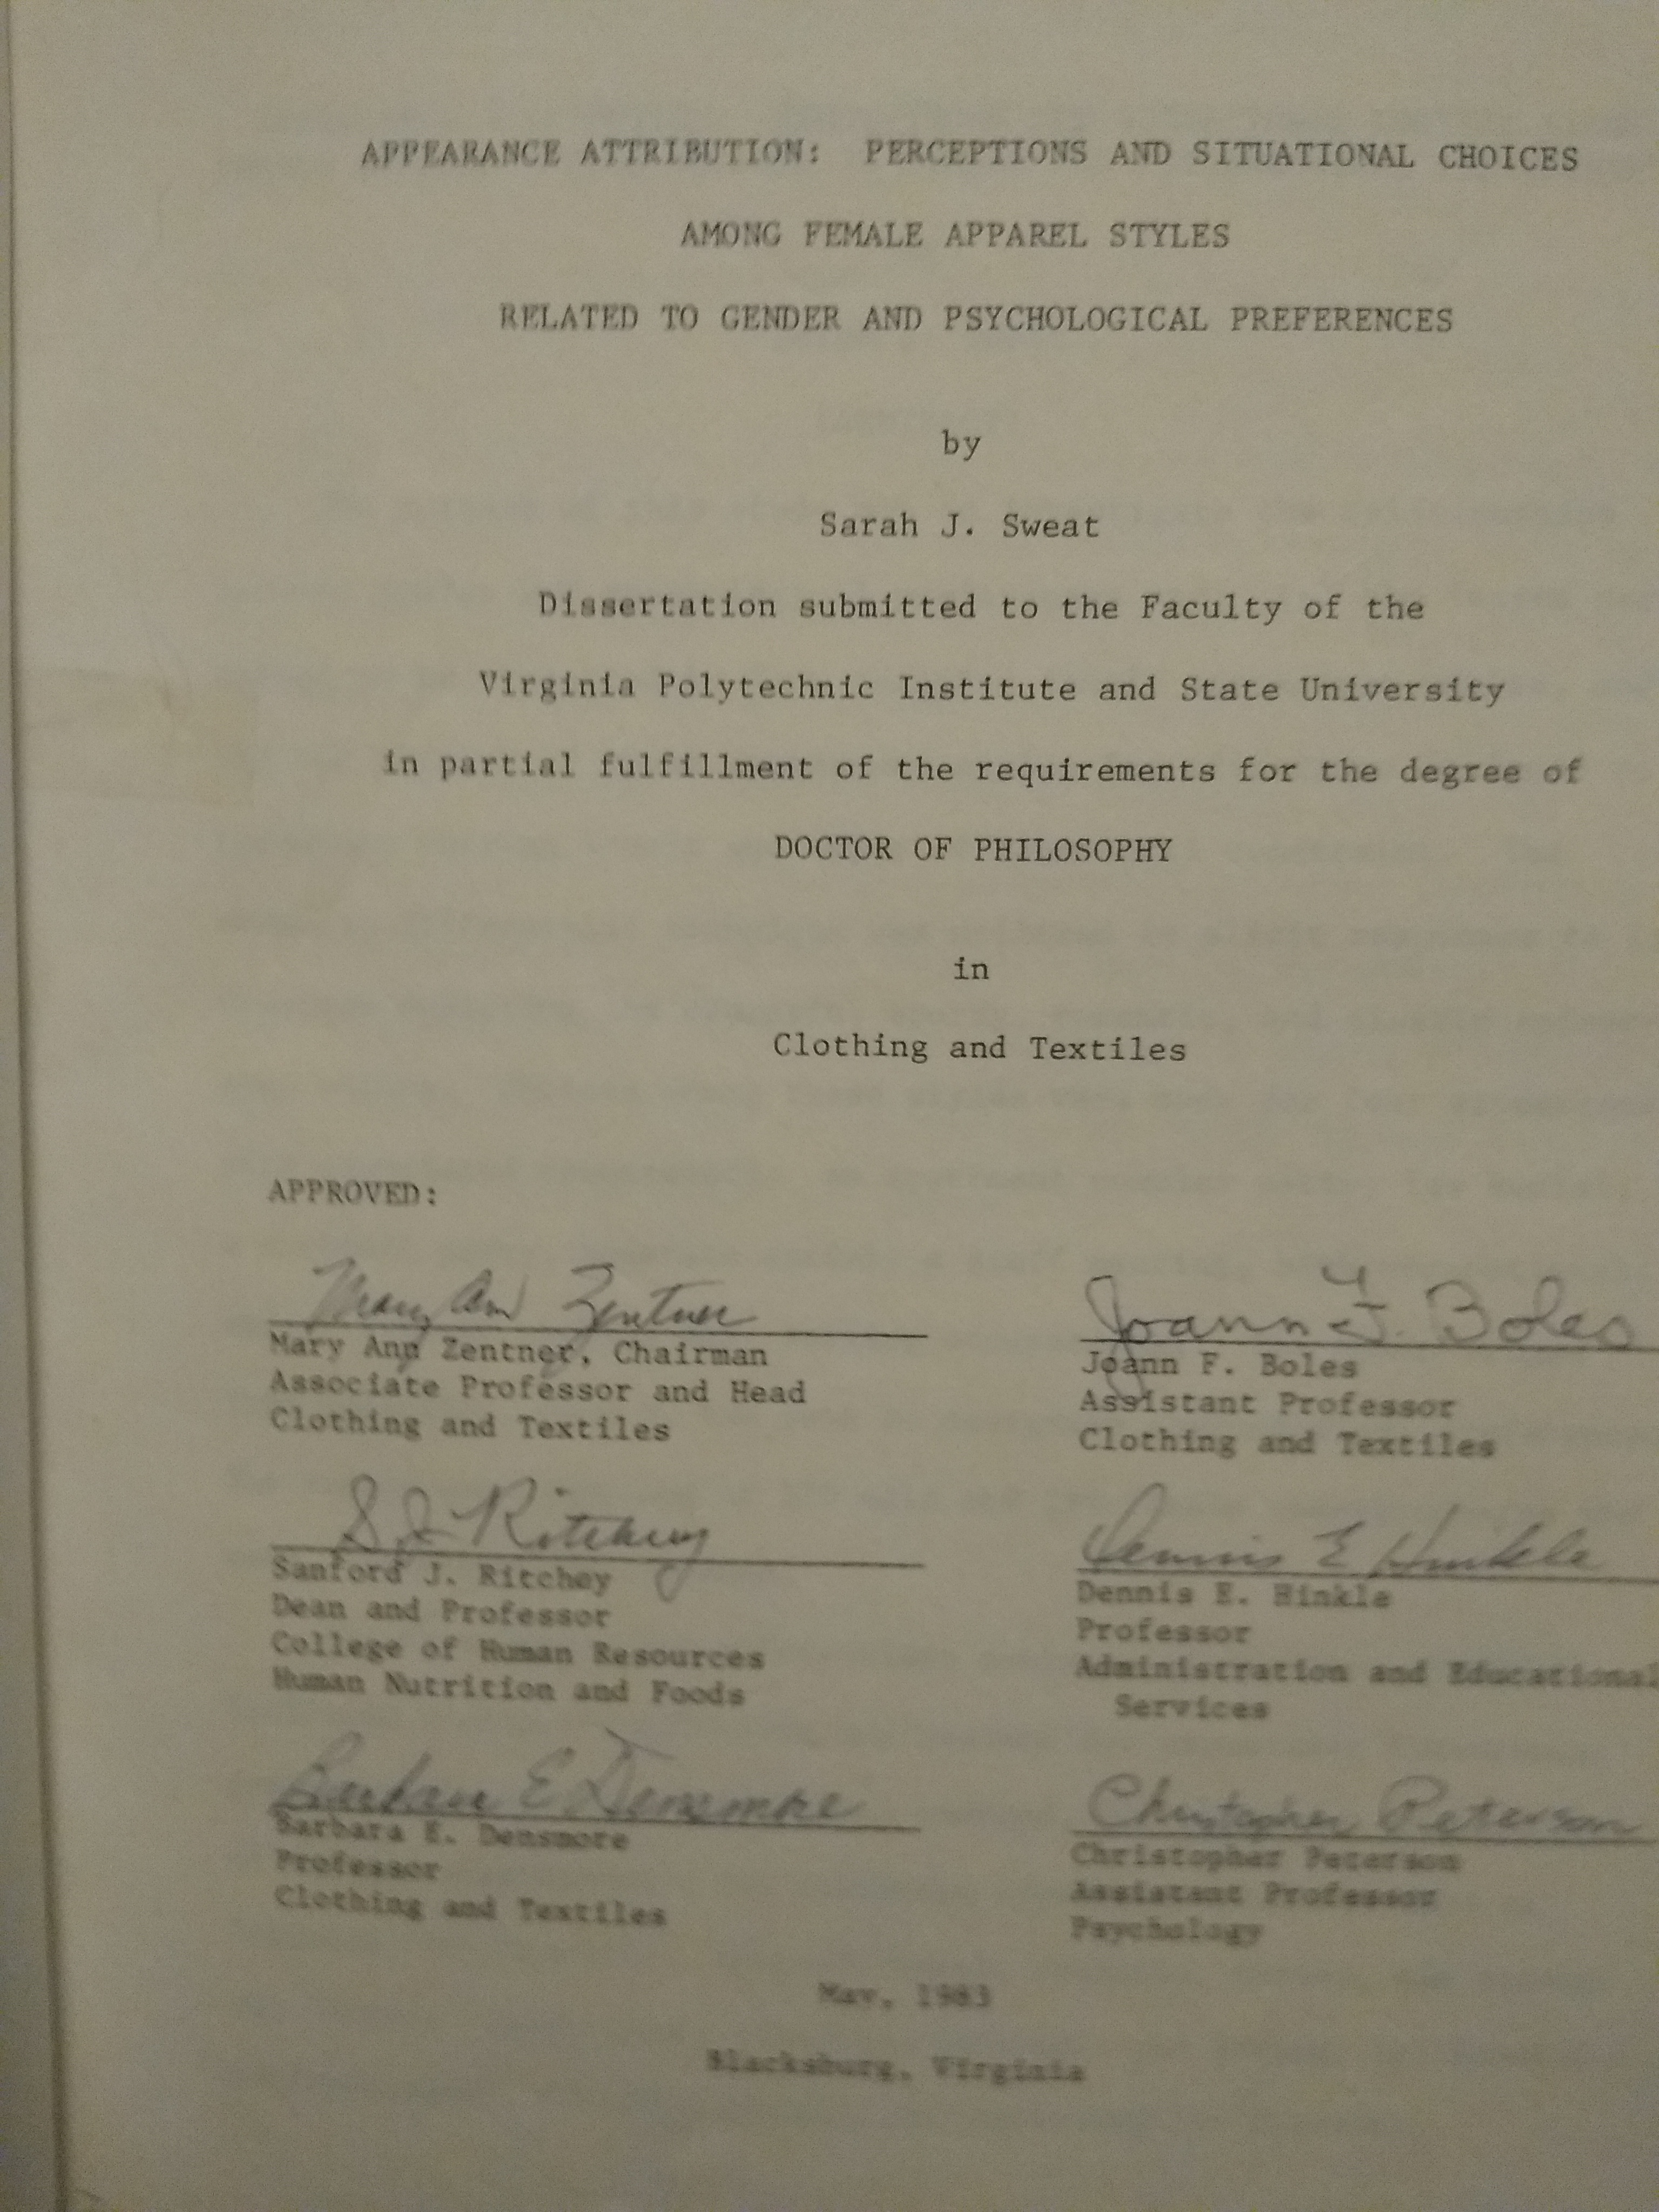 APPEARANCE ATTRIBUTION: PERCEPTIONS AND SITUATIONAL CHOICES
AMONG FEMALE APPAREL STYLES
RELATED TO GENDER AND PSYCHOLOGICAL PREFERENCES
by
Sarah J. Sweat
Dissertation submitted to the Faculty of the
Virginia Polytechnic Institute and State University
in partial fulfillment of the requirements for the degree of
DOCTOR OF PHILOSOPHY
in
Clothing and Textiles
APPROVED:
Mary Ann Zentner
Mary Ann Zentner, Chairman
Associate Professor and Head
Clothing and Textiles
Joann F. Boles
Joann F. Boles
Assistant Professor
Clothing and Textiles
S J Ritchey
Sanford J. Ritchey
Dean and Professor
College of Human Resources
Human Nutrition and Foods
Dennis E Hinkle
Dennis E. Hinkle
Professor
Administration and Educational
Services
Barbara E. Densmore
Barbara E. Densmore
Professor
Clothing and Textiles
Christopher Peterson
Christopher Peterson
Assistant Professor
Psychology
May, 1983
Blacksburg, Virginia